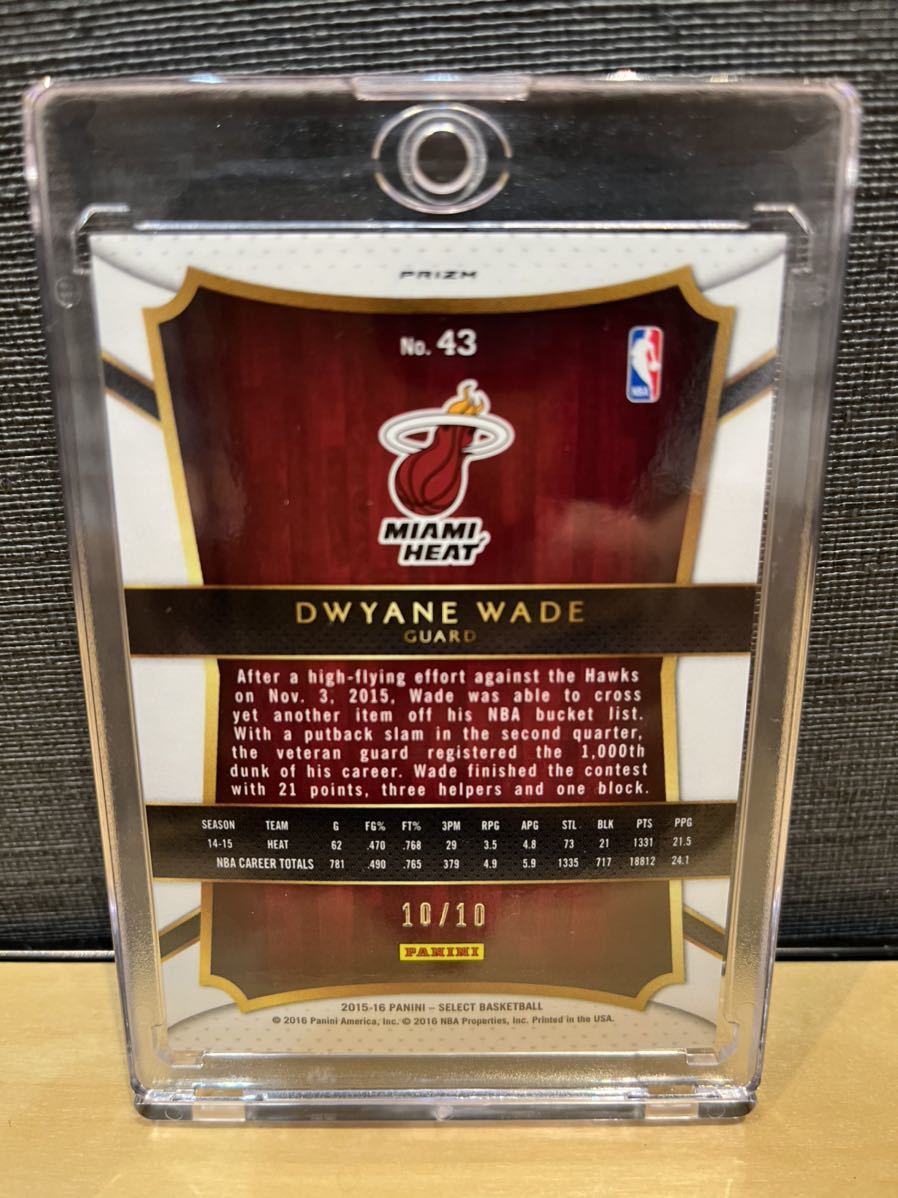 PRIZM
No. 43
NBA
MIAMI
HEAT
DWYANE WADE
GUARD
After a high-flying effort against the Hawks
on Nov. 3, 2015, Wade was able to cross
yet another item off his NBA bucket list.
With a putback slam in the second quarter,
the veteran guard registered the 1,000th
dunk of his career. Wade finished the contest
with 21 points, three helpers and one block.
SEASON TEAM G FG% FT% 3PM RPG APG STL BLK PTS PPG
14-15 HEAT 62 .470 .768 29 3.5 4.8 73 21 1331 21.5
NBA CAREER TOTALS 781 .490 .765 379 4.9 5.9 1335 717 18812 24.1
10/10
PANINI
2015-16 PANINI – SELECT BASKETBALL
© 2016 Panini America, Inc. © 2016 NBA Properties, Inc. Printed in the USA.